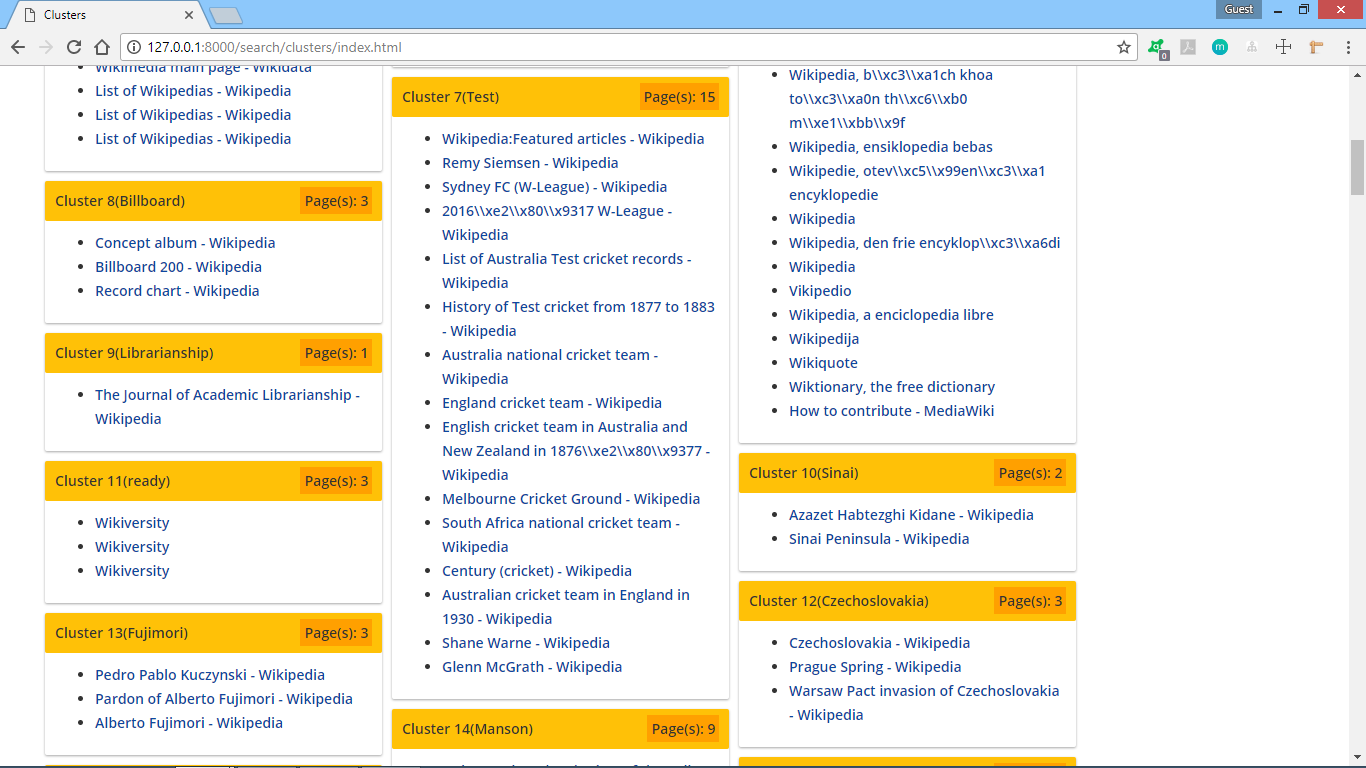 Clusters
Guest
127.0.0.1:8000/search/clusters/index.html
0
Wikimedia main page - Wikidata
List of Wikipedias - Wikipedia
List of Wikipedias - Wikipedia
List of Wikipedias - Wikipedia
Cluster 8(Billboard)
Page(s): 3
Concept album - Wikipedia
Billboard 200 - Wikipedia
Record chart - Wikipedia
Cluster 9(Librarianship)
Page(s): 1
The Journal of Academic Librarianship -
Wikipedia
Cluster 11(ready)
Page(s): 3
Wikiversity
Wikiversity
Wikiversity
Cluster 13(Fujimori)
Page(s): 3
Pedro Pablo Kuczynski - Wikipedia
Pardon of Alberto Fujimori - Wikipedia
Alberto Fujimori - Wikipedia
Cluster 7(Test)
Page(s): 15
Wikipedia:Featured articles - Wikipedia
Remy Siemsen - Wikipedia
Sydney FC (W-League) - Wikipedia
2016\\xe2\\x80\\x9317 W-League -
Wikipedia
List of Australia Test cricket records -
Wikipedia
History of Test cricket from 1877 to 1883
- Wikipedia
Australia national cricket team -
Wikipedia
England cricket team - Wikipedia
English cricket team in Australia and
New Zealand in 1876\\xe2\\x80\\x9377 -
Wikipedia
Melbourne Cricket Ground - Wikipedia
South Africa national cricket team -
Wikipedia
Century (cricket) - Wikipedia
Australian cricket team in England in
1930 - Wikipedia
Shane Warne - Wikipedia
Glenn McGrath - Wikipedia
Cluster 14(Manson)
Page(s): 9
Wikipedia, b\\xc3\\xa1ch khoa
to\\xc3\\xa0n th\\xc6\\xb0
m\\xe1\\xbb\\x9f
Wikipedia, ensiklopedia bebas
Wikipedie, otev\\xc5\\x99en\\xc3\\xa1
encyklopedie
Wikipedia
Wikipedia, den frie encyklop\\xc3\\xa6di
Wikipedia
Vikipedio
Wikipedia, a enciclopedia libre
Wikipedija
Wikiquote
Wiktionary, the free dictionary
How to contribute - MediaWiki
Cluster 10(Sinai)
Page(s): 2
Azazet Habtezghi Kidane - Wikipedia
Sinai Peninsula - Wikipedia
Cluster 12(Czechoslovakia)
Page(s): 3
Czechoslovakia - Wikipedia
Prague Spring - Wikipedia
Warsaw Pact invasion of Czechoslovakia
- Wikipedia